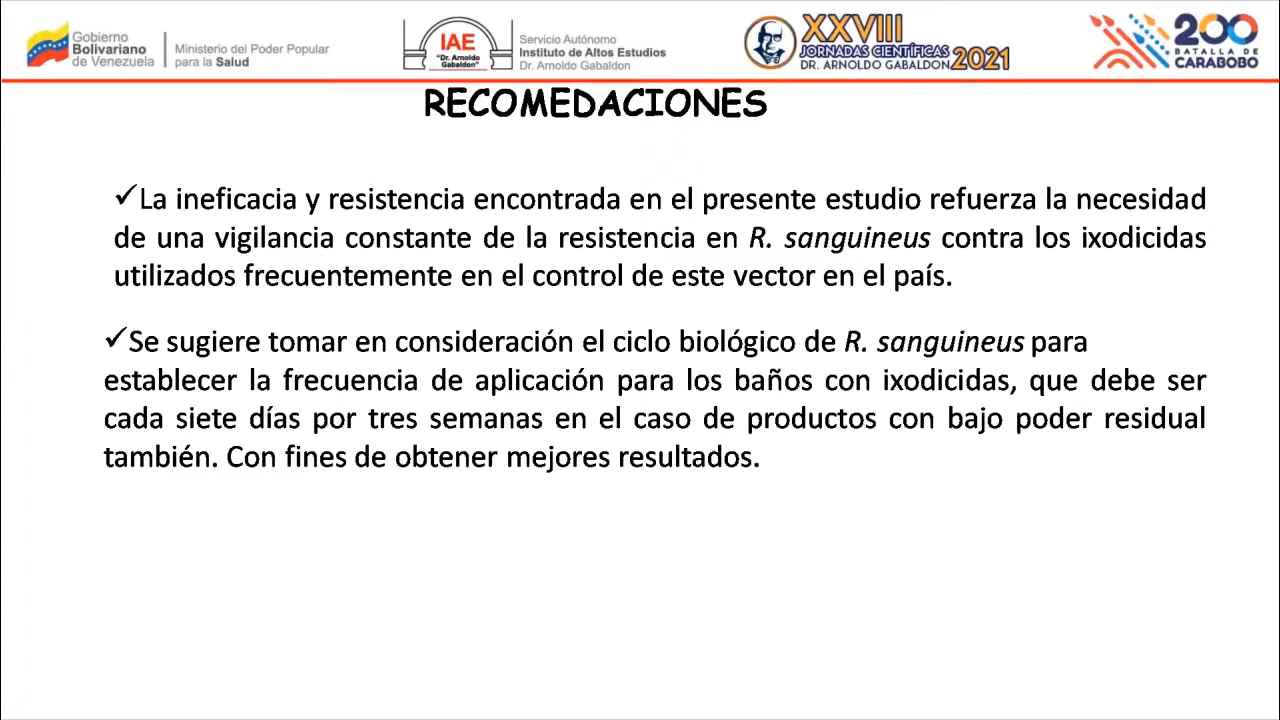 Gobierno
Bolivariano
de Venezuela
Ministerio del Poder Popular
para la Salud
IAE
"Dr. Arnoldo
Gabaldon"
Servicio Autónomo
Instituto de Altos Estudios
Dr. Arnoldo Gabaldon
XXVIII
JORNADAS CIENTÍFICAS
DR. ARNOLDO GABALDON 2021
200
BATALLA DE
CARABOBO
RECOMEDACIONES
✓La ineficacia y resistencia encontrada en el presente estudio refuerza la necesidad
de una vigilancia constante de la resistencia en R. sanguineus contra los ixodicidas
utilizados frecuentemente en el control de este vector en el país.
✓Se sugiere tomar en consideración el ciclo biológico de R. sanguineus para
establecer la frecuencia de aplicación para los baños con ixodicidas, que debe ser
cada siete días por tres semanas en el caso de productos con bajo poder residual
también. Con fines de obtener mejores resultados.